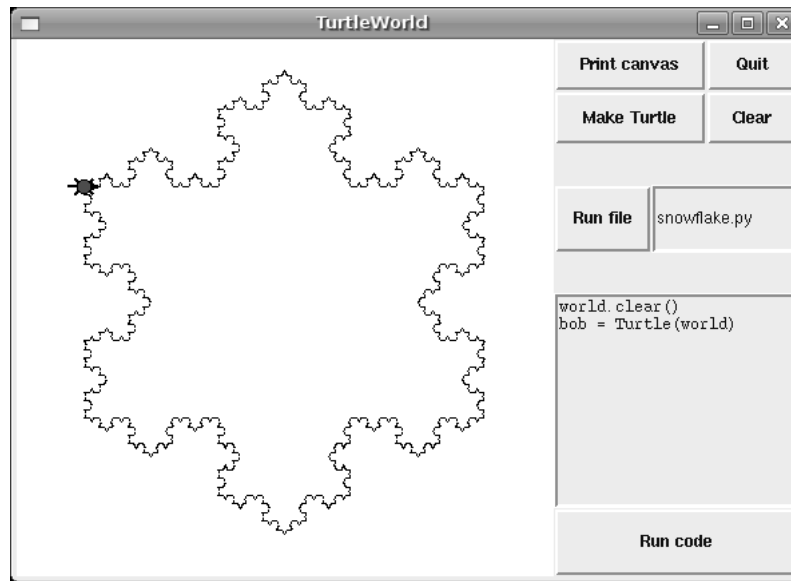 TurtleWorld
Print canvas
Quit
Make Turtle
Clear
Run file
snowflake.py
world.clear()
bob = Turtle(world)
Run code